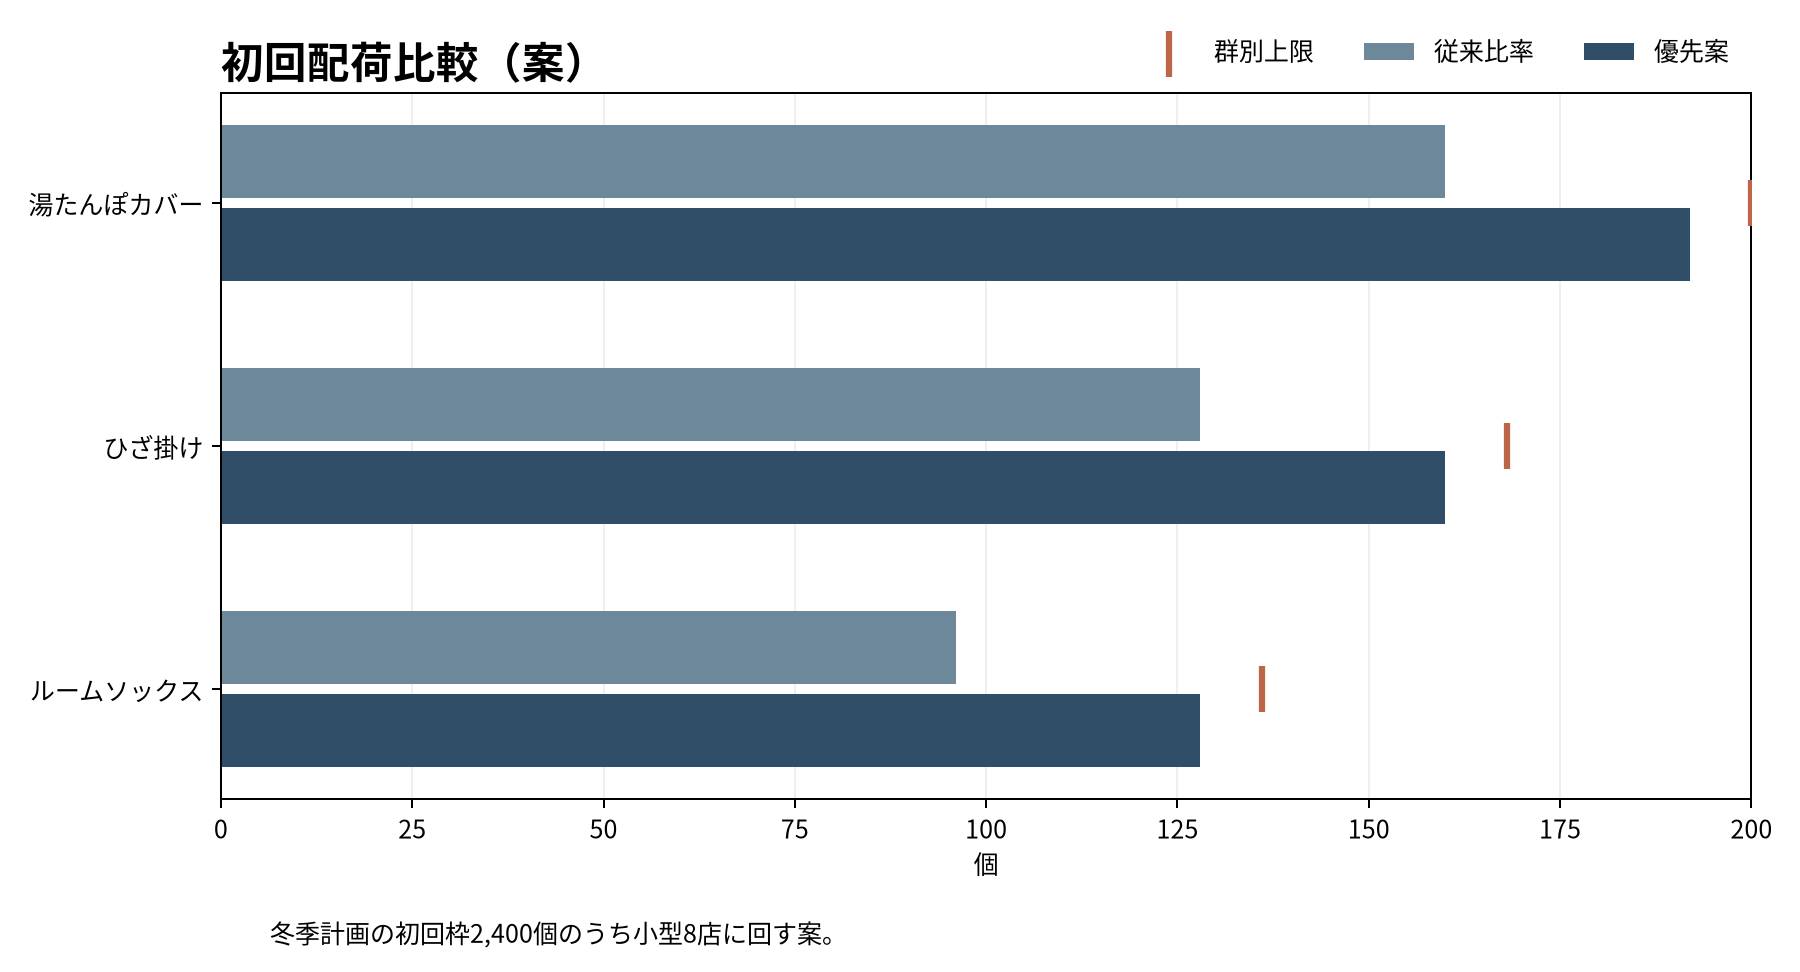 初回配荷比較（案）
群別上限 従来比率 優先案
湯たんぽカバー
ひざ掛け
ルームソックス
0 25 50 75 100 125 150 175 200
個
冬季計画の初回枠2,400個のうち小型8店に回す案。